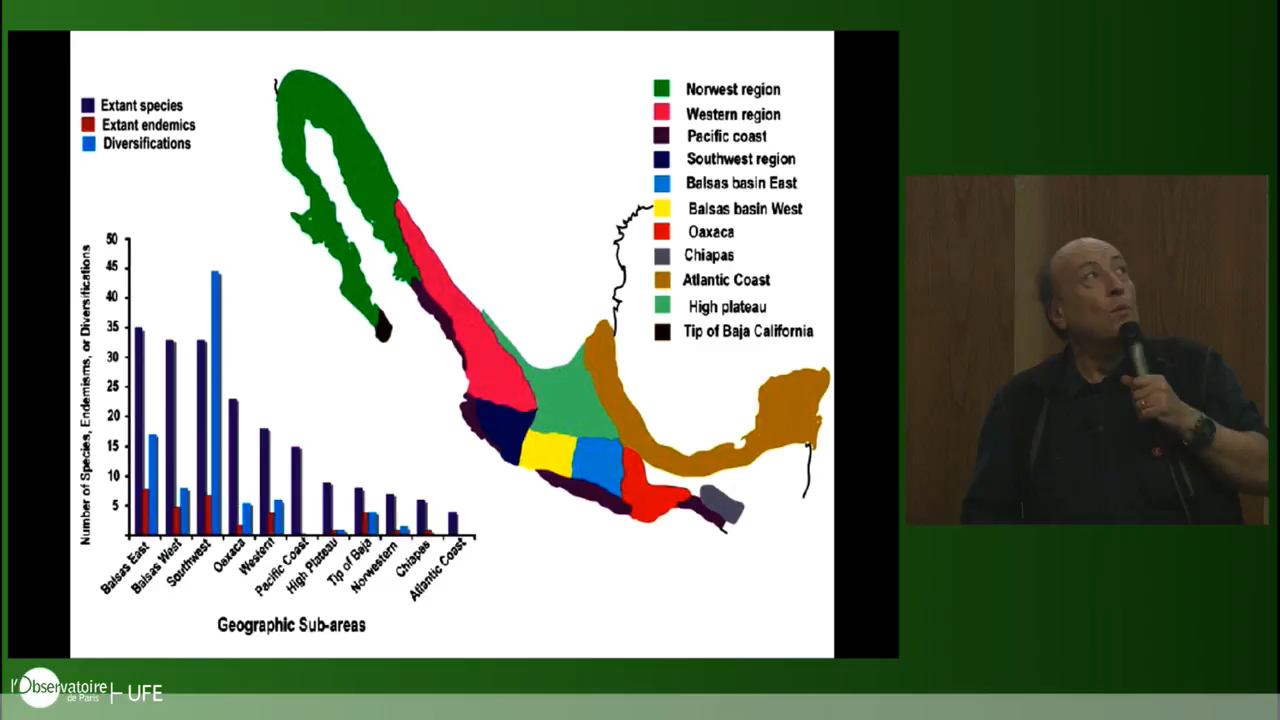 Extant species
Extant endemics
Diversifications
Norwest region
Western region
Pacific coast
Southwest region
Balsas basin East
Balsas basin West
Oaxaca
Chiapas
Atlantic Coast
High plateau
Tip of Baja California
Number of Species, Endemisms, or Diversifications
50
45
40
35
30
25
20
15
10
5
Balsas East
Balsas West
Southwest
Oaxaca
Western
Pacific Coast
High Plateau
Tip of Baja
Norwestern
Chiapas
Atlantic Coast
Geographic Sub-areas
l'Observatoire
de Paris
UFE